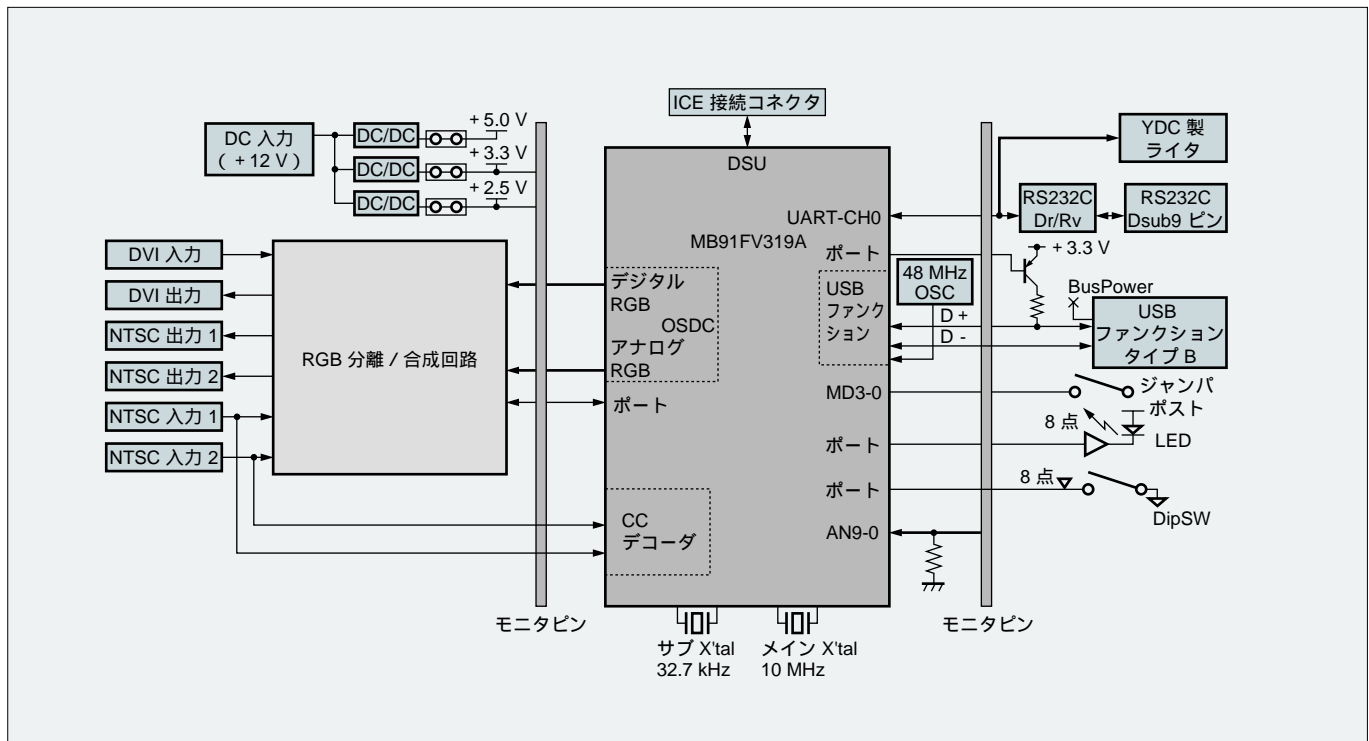 ICE 接続コネクタ
DC 入力
( + 12 V )
DC/DC
+ 5.0 V
DC/DC
+ 3.3 V
DC/DC
+ 2.5 V
DVI 入力
DVI 出力
NTSC 出力 1
NTSC 出力 2
NTSC 入力 1
NTSC 入力 2
RGB 分離 / 合成回路
モニタピン
DSU
MB91FV319A
デジタル
RGB
OSDC
アナログ
RGB
ポート
CC
デコーダ
UART-CH0
ポート
USB
ファンク
ション
MD3-0
ポート
ポート
AN9-0
サブ X'tal
32.7 kHz
メイン X'tal
10 MHz
48 MHz
OSC
D +
D -
モニタピン
YDC 製
ライタ
RS232C
Dr/Rv
RS232C
Dsub9 ピン
+ 3.3 V
BusPower
USB
ファンクション
タイプ B
ジャンパ
ポスト
8 点
LED
8 点
DipSW